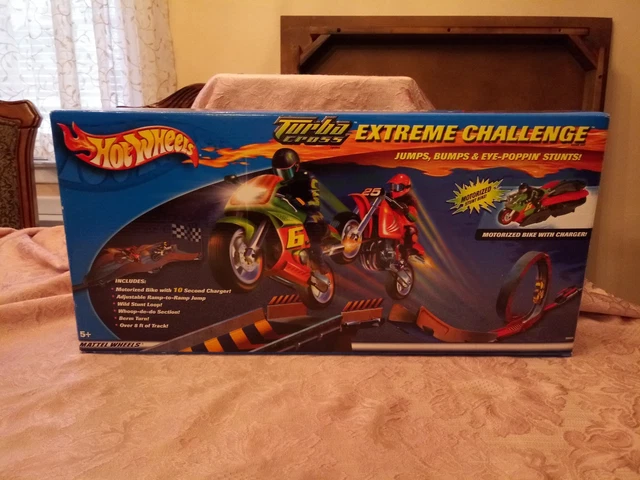 Hot Wheels
Turbo
Cross
EXTREME CHALLENGE
JUMPS, BUMPS & EYE-POPPIN' STUNTS!
MOTORIZED
25
6
MOTORIZED BIKE WITH CHARGER!
INCLUDES:
• Motorized Bike with 10 Second Charger!
• Adjustable Ramp-to-Ramp Jump
• Wild Stunt Loop!
• Whoop-de-do Section!
• Berm Turn!
• Over 8 ft of Track!
5+
MATTEL WHEELS